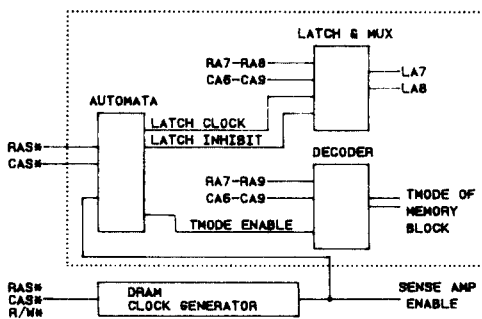 LATCH & MUX
RA7-RA8
CA6-CA9
LA7
LA8
AUTOMATA
LATCH CLOCK
LATCH INHIBIT
RAS*
CAS*
DECODER
RA7-RA9
CA6-CA9
TMODE OF
MEMORY
BLOCK
TMODE ENABLE
RAS*
CAS*
R/W*
DRAM
CLOCK GENERATOR
SENSE AMP
ENABLE